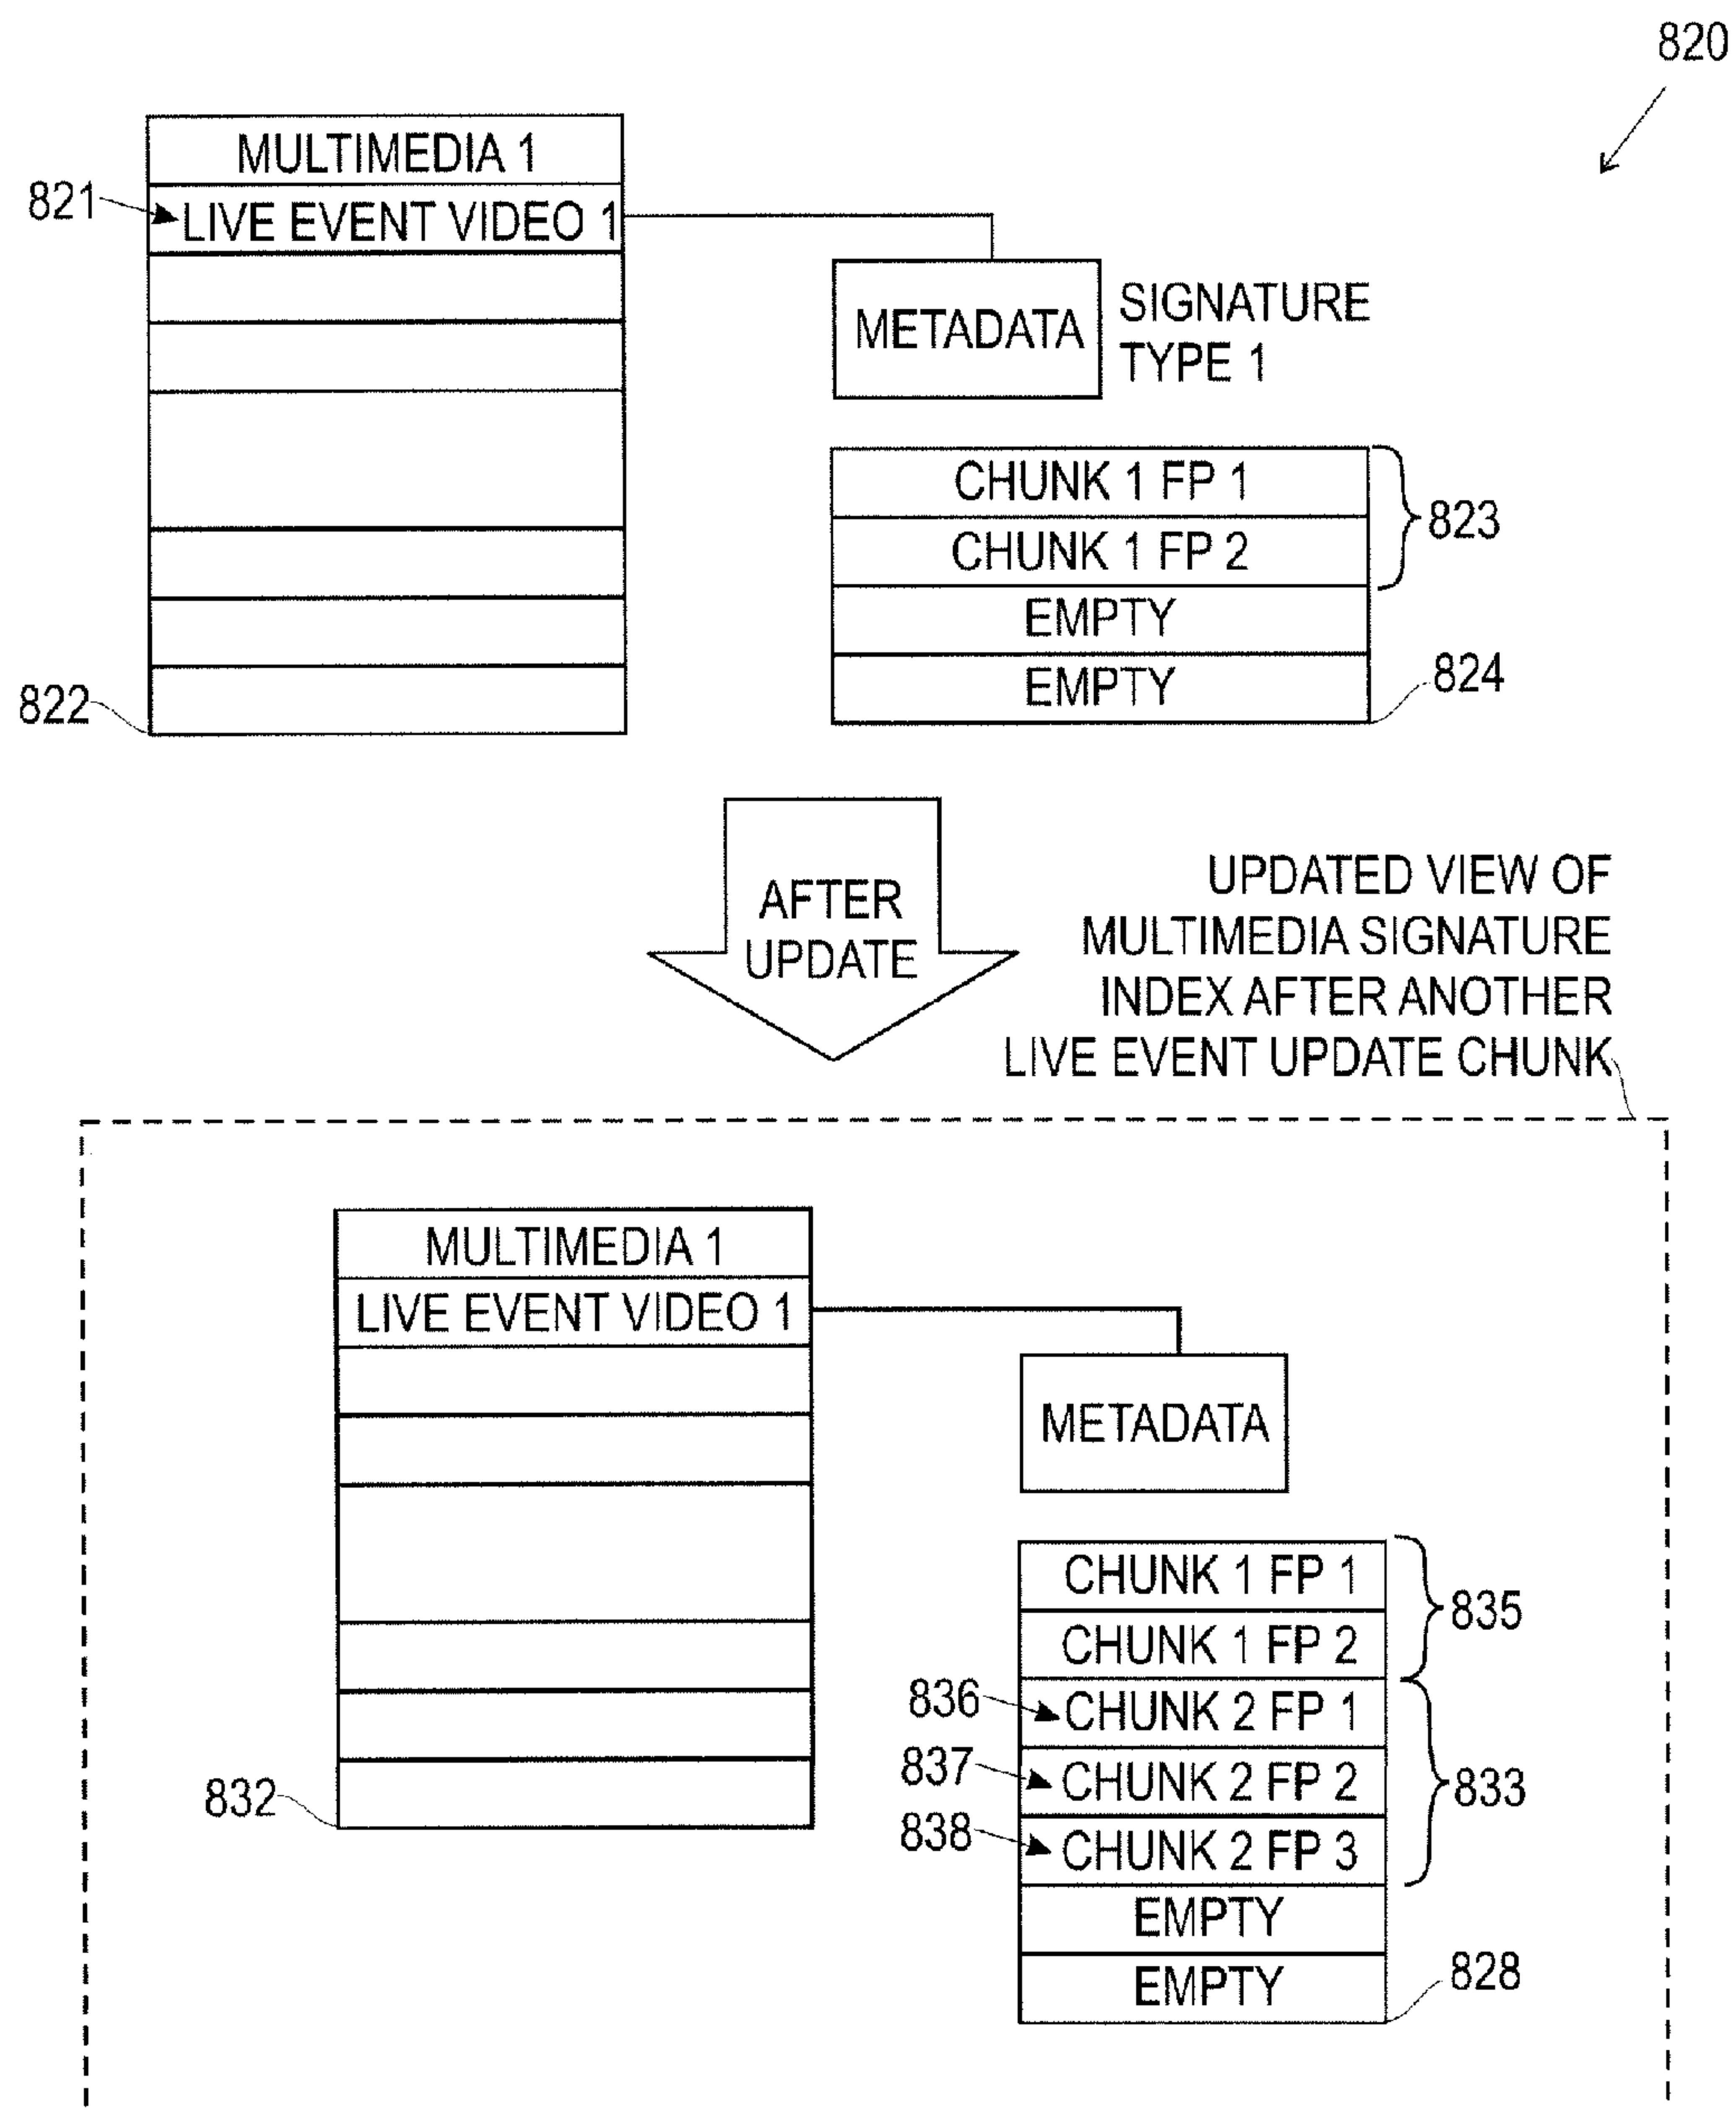 820
MULTIMEDIA 1
821
LIVE EVENT VIDEO 1
METADATA
SIGNATURE
TYPE 1
CHUNK 1 FP 1
CHUNK 1 FP 2
823
EMPTY
EMPTY
822
824
AFTER
UPDATE
UPDATED VIEW OF
MULTIMEDIA SIGNATURE
INDEX AFTER ANOTHER
LIVE EVENT UPDATE CHUNK
MULTIMEDIA 1
LIVE EVENT VIDEO 1
METADATA
CHUNK 1 FP 1
CHUNK 1 FP 2
835
836
CHUNK 2 FP 1
837
CHUNK 2 FP 2
833
832
838
CHUNK 2 FP 3
EMPTY
EMPTY
828